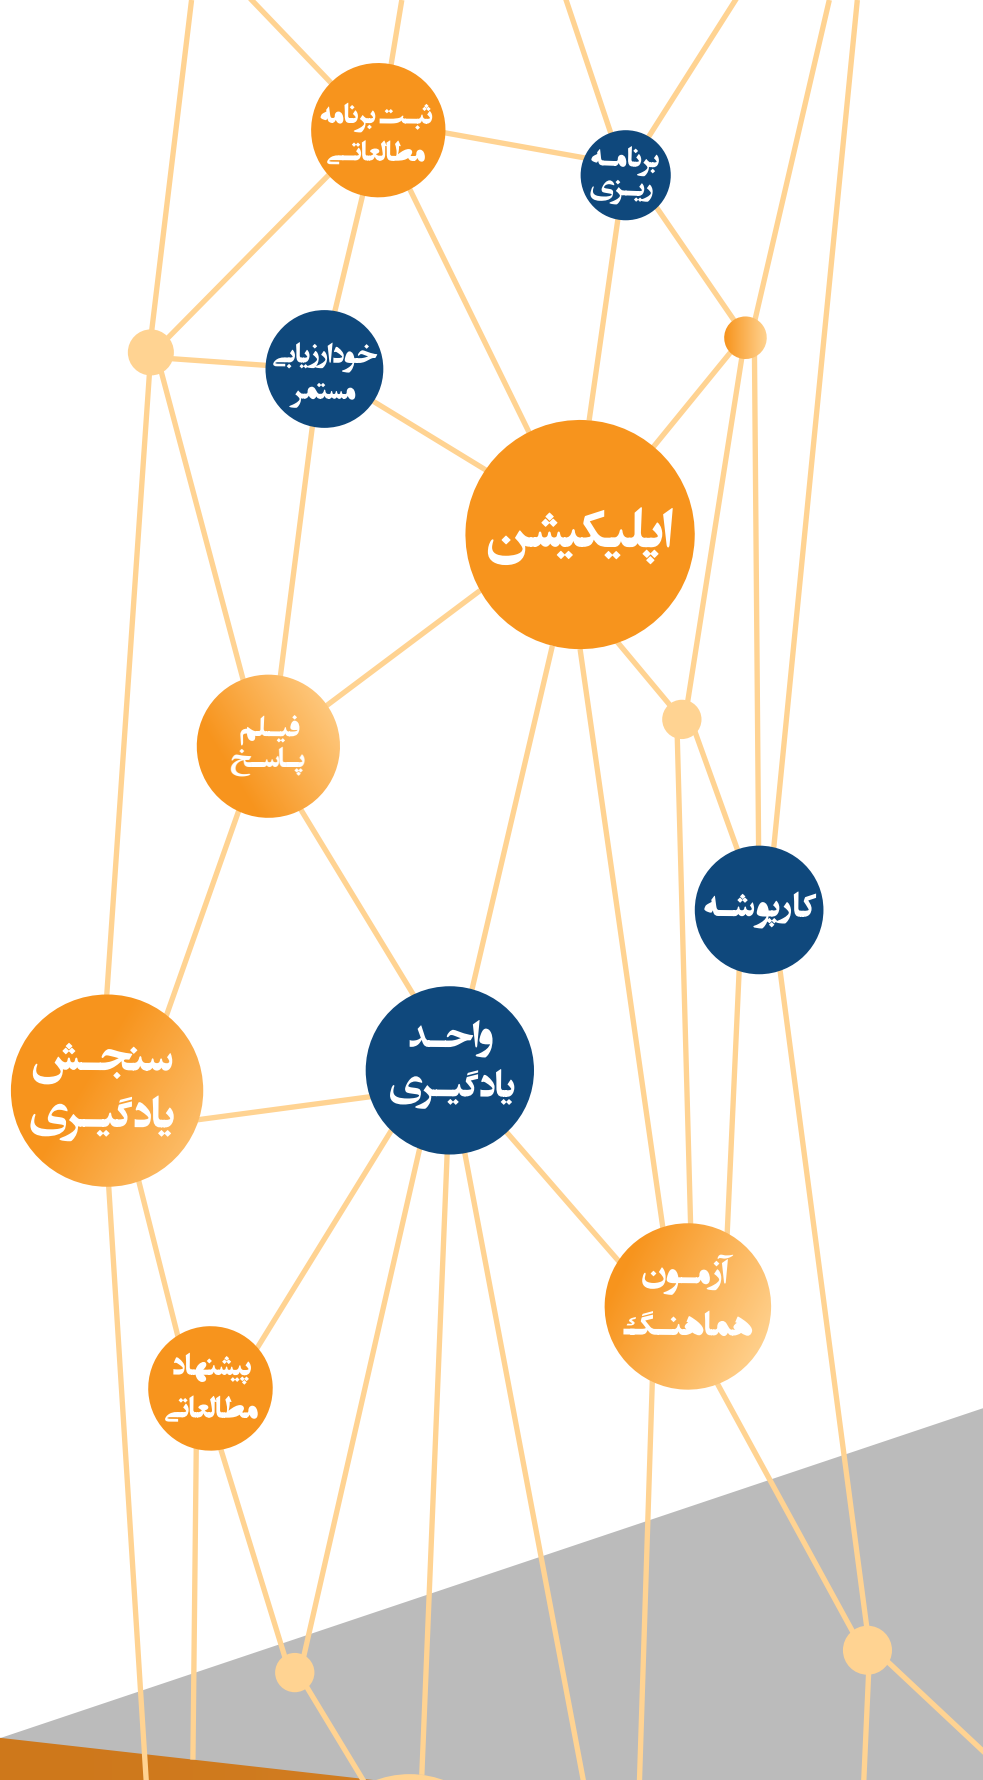 ثبت برنامه
مطالعاتی
برنامه
ریزی
خودارزیابی
مستمر
اپلیکیشن
فیلم
پاسخ
کارپوشه
واحد
یادگیری
سنجش
یادگیری
آزمون
هماهنگ
پیشنهاد
مطالعاتی